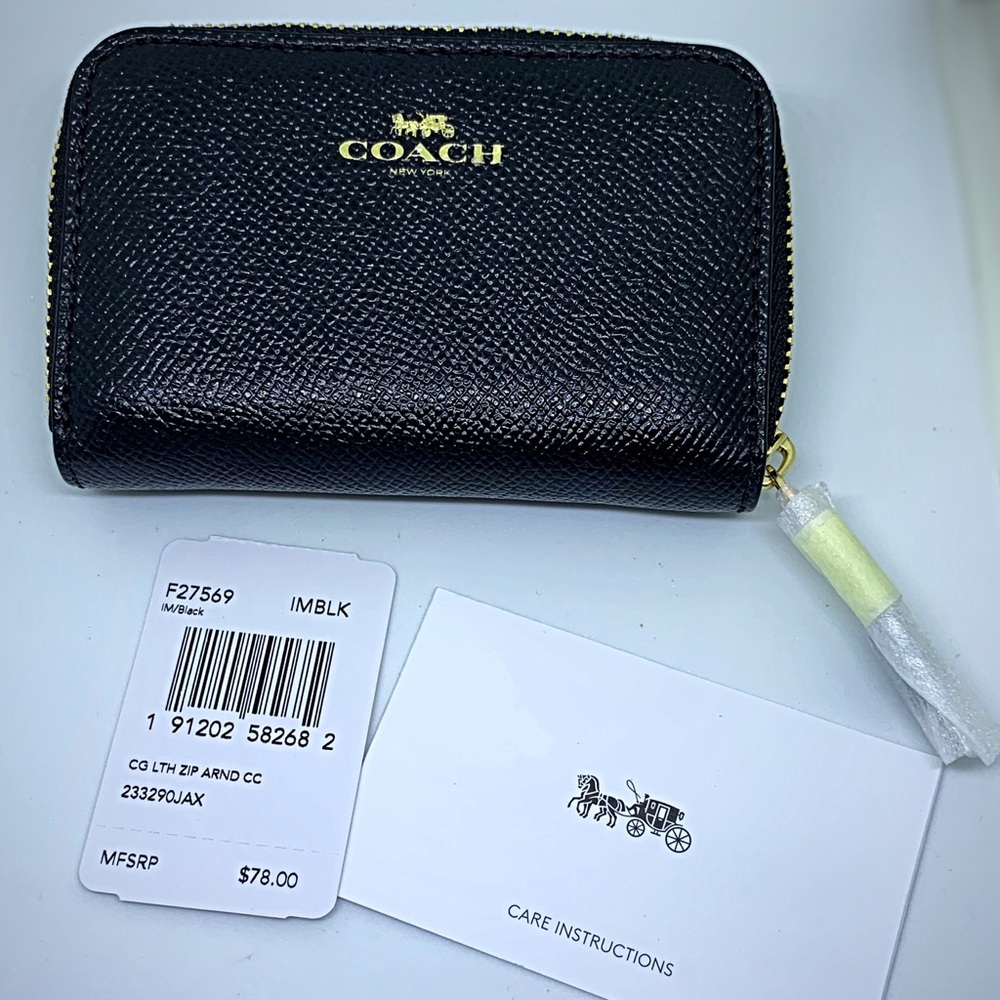 COACH
NEW YORK
F27569 IMBLK
IM/Black
1 91202 58268 2
CG LTH ZIP ARND CC
233290JAX
MFSRP $78.00
CARE INSTRUCTIONS